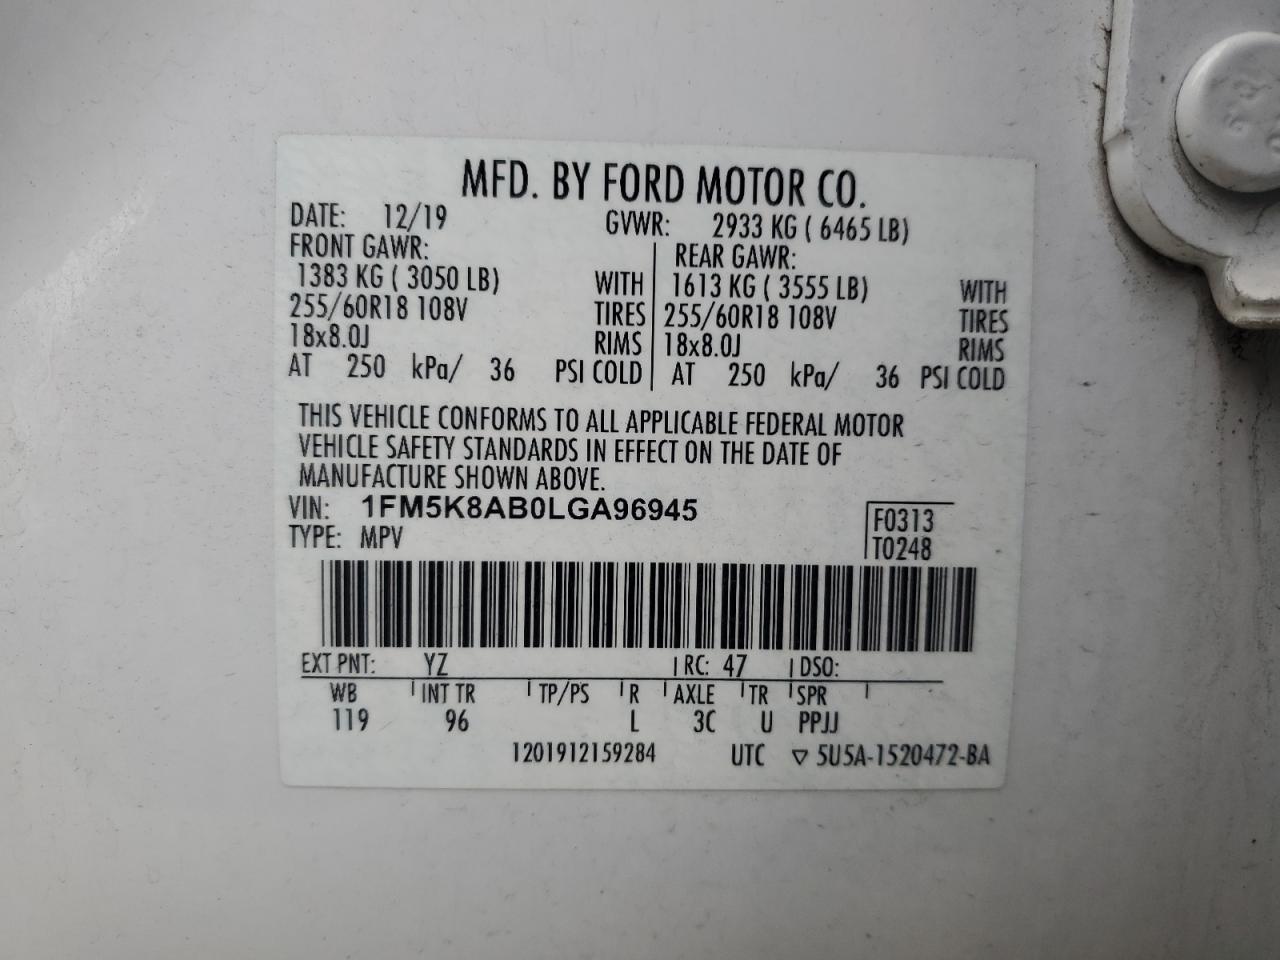 MFD. BY FORD MOTOR CO.
DATE: 12/19 GVWR: 2933 KG ( 6465 LB)
FRONT GAWR: REAR GAWR:
1383 KG ( 3050 LB) WITH 1613 KG ( 3555 LB) WITH
255/60R18 108V TIRES 255/60R18 108V TIRES
18x8.0J RIMS 18x8.0J RIMS
AT 250 kPa/ 36 PSI COLD AT 250 kPa/ 36 PSI COLD
THIS VEHICLE CONFORMS TO ALL APPLICABLE FEDERAL MOTOR
VEHICLE SAFETY STANDARDS IN EFFECT ON THE DATE OF
MANUFACTURE SHOWN ABOVE.
VIN: 1FM5K8AB0LGA96945
F0313
TYPE: MPV
T0248
EXT PNT: YZ RC: 47 DSO:
WB INT TR TP/PS R AXLE TR SPR
119 96 L 3C U PPJJ
1201912159284 UTC ▽ 5U5A-1520472-BA